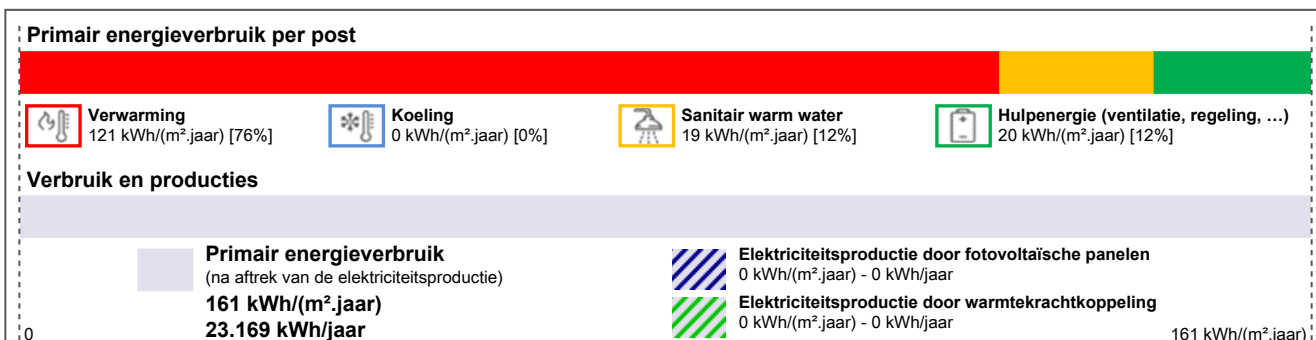 Primair energieverbruik per post
Verwarming
121 kWh/(m².jaar) [76%]
Koeling
0 kWh/(m².jaar) [0%]
Sanitair warm water
19 kWh/(m².jaar) [12%]
Hulpenergie (ventilatie, regeling, …)
20 kWh/(m².jaar) [12%]
Verbruik en producties
Primair energieverbruik
(na aftrek van de elektriciteitsproductie)
161 kWh/(m².jaar)
23.169 kWh/jaar
Elektriciteitsproductie door fotovoltaïsche panelen
0 kWh/(m².jaar) - 0 kWh/jaar
Elektriciteitsproductie door warmtekrachtkoppeling
0 kWh/(m².jaar) - 0 kWh/jaar
0
161 kWh/(m².jaar)